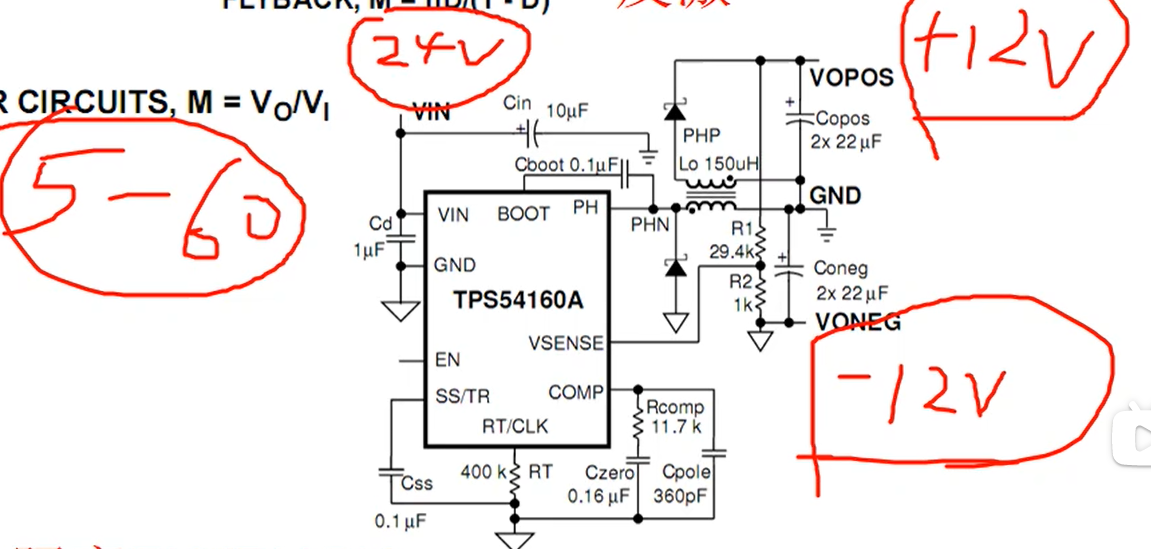 FLYBACK, M = nD/(1 - D)
反激
24V
+12V
R CIRCUITS, M = VO/VI
5-60
VIN
Cin 10µF
VOPOS
+
Copos
2x 22 µF
PHP
Cboot 0.1µF
Lo 150uH
GND
VIN BOOT PH
PHN
Cd
1µF
R1
29.4k
GND
+
Coneg
2x 22 µF
R2
1k
TPS54160A
VONEG
VSENSE
-12V
EN
SS/TR COMP
Rcomp
11.7 k
RT/CLK
400 k RT
Czero
0.16 µF
Cpole
360pF
Css
0.1 µF